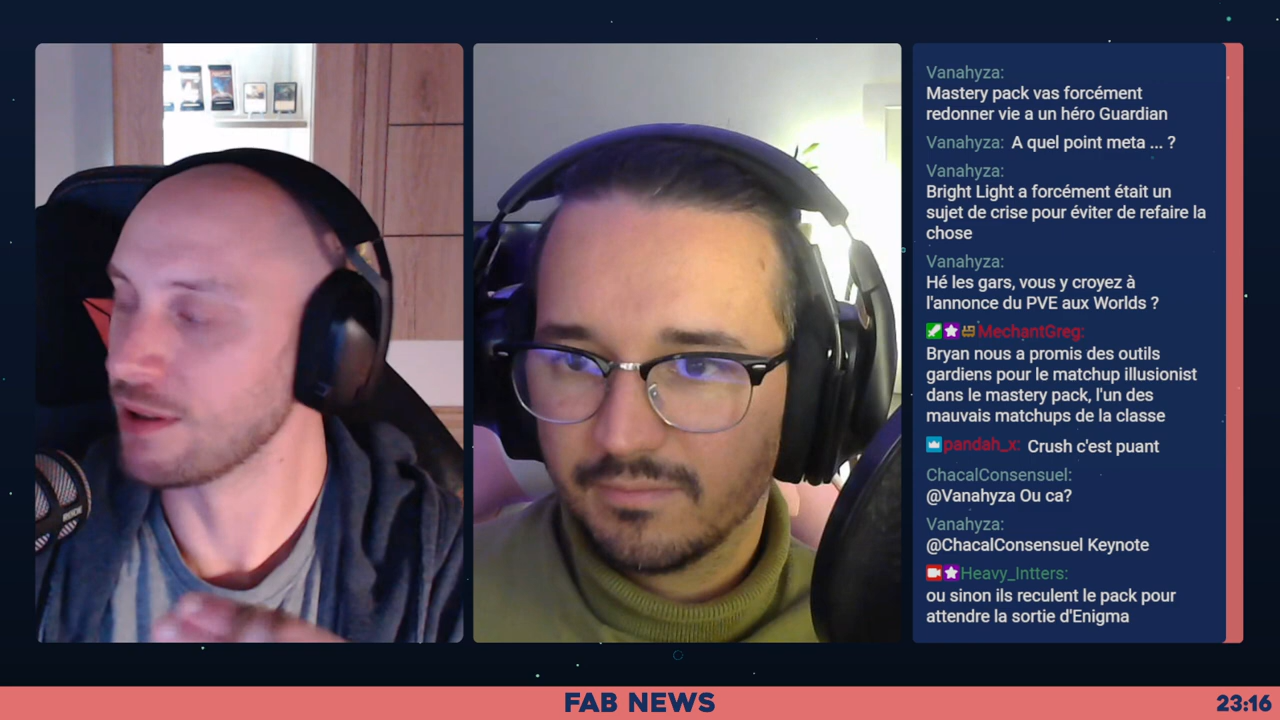 Vanahyza:
Mastery pack vas forcément
redonner vie a un héro Guardian
Vanahyza: A quel point meta ... ?
Vanahyza:
Bright Light a forcément était un
sujet de crise pour éviter de refaire la
chose
Vanahyza:
Hé les gars, vous y croyez à
l'annonce du PVE aux Worlds ?
MechantGreg:
Bryan nous a promis des outils
gardiens pour le matchup illusionist
dans le mastery pack, l'un des
mauvais matchups de la classe
pandah_x: Crush c'est puant
ChacalConsensuel:
@Vanahyza Ou ca?
Vanahyza:
@ChacalConsensuel Keynote
Heavy_Intters:
ou sinon ils reculent le pack pour
attendre la sortie d'Enigma
FAB NEWS
23:16